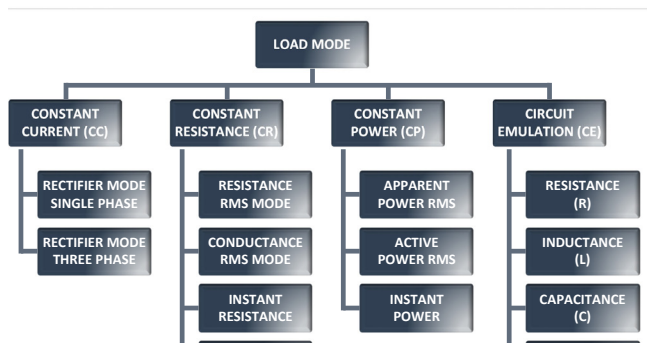 LOAD MODE
CONSTANT
CURRENT (CC)
CONSTANT
RESISTANCE (CR)
CONSTANT
POWER (CP)
CIRCUIT
EMULATION (CE)
RECTIFIER MODE
SINGLE PHASE
RESISTANCE
RMS MODE
APPARENT
POWER RMS
RESISTANCE
(R)
RECTIFIER MODE
THREE PHASE
CONDUCTANCE
RMS MODE
ACTIVE
POWER RMS
INDUCTANCE
(L)
INSTANT
RESISTANCE
INSTANT
POWER
CAPACITANCE
(C)